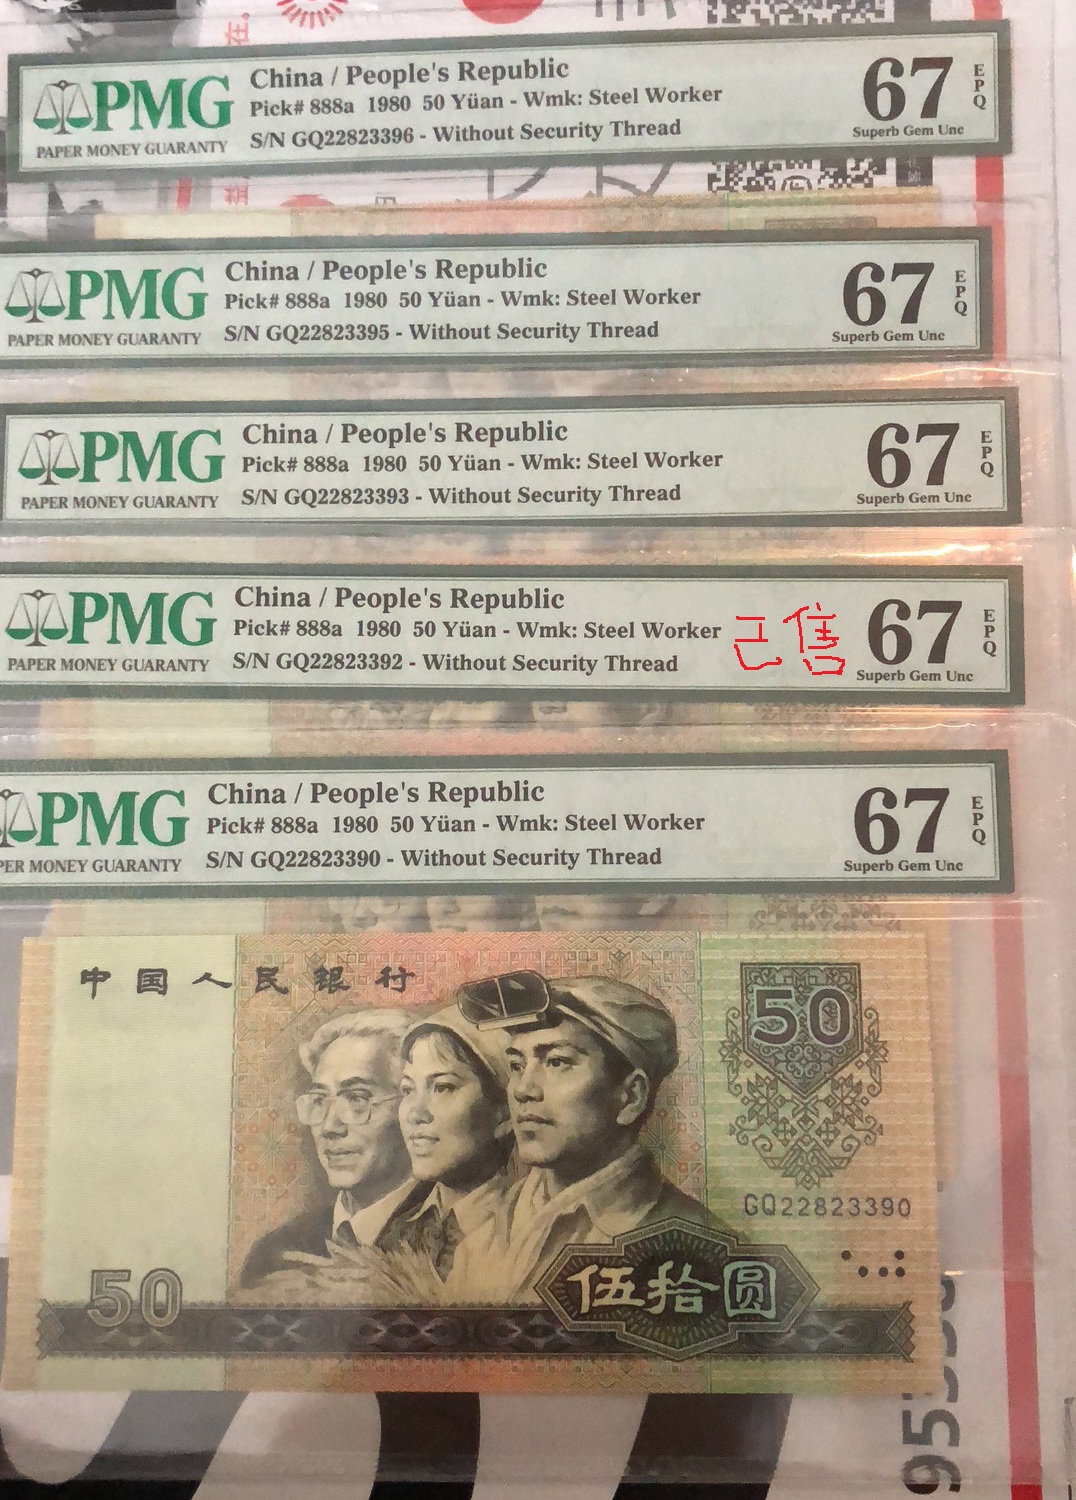 在。
PMG
PAPER MONEY GUARANTY
China / People's Republic
Pick# 888a 1980 50 Yüan - Wmk: Steel Worker
S/N GQ22823396 - Without Security Thread
67
EPQ
Superb Gem Unc
PMG
PAPER MONEY GUARANTY
China / People's Republic
Pick# 888a 1980 50 Yüan - Wmk: Steel Worker
S/N GQ22823395 - Without Security Thread
67
EPQ
Superb Gem Unc
PMG
PAPER MONEY GUARANTY
China / People's Republic
Pick# 888a 1980 50 Yüan - Wmk: Steel Worker
S/N GQ22823393 - Without Security Thread
67
EPQ
Superb Gem Unc
PMG
PAPER MONEY GUARANTY
China / People's Republic
Pick# 888a 1980 50 Yüan - Wmk: Steel Worker
S/N GQ22823392 - Without Security Thread
已售
67
EPQ
Superb Gem Unc
PMG
PER MONEY GUARANTY
China / People's Republic
Pick# 888a 1980 50 Yüan - Wmk: Steel Worker
S/N GQ22823390 - Without Security Thread
67
EPQ
Superb Gem Unc
中国人民银行
50
GQ22823390
伍拾圆
50